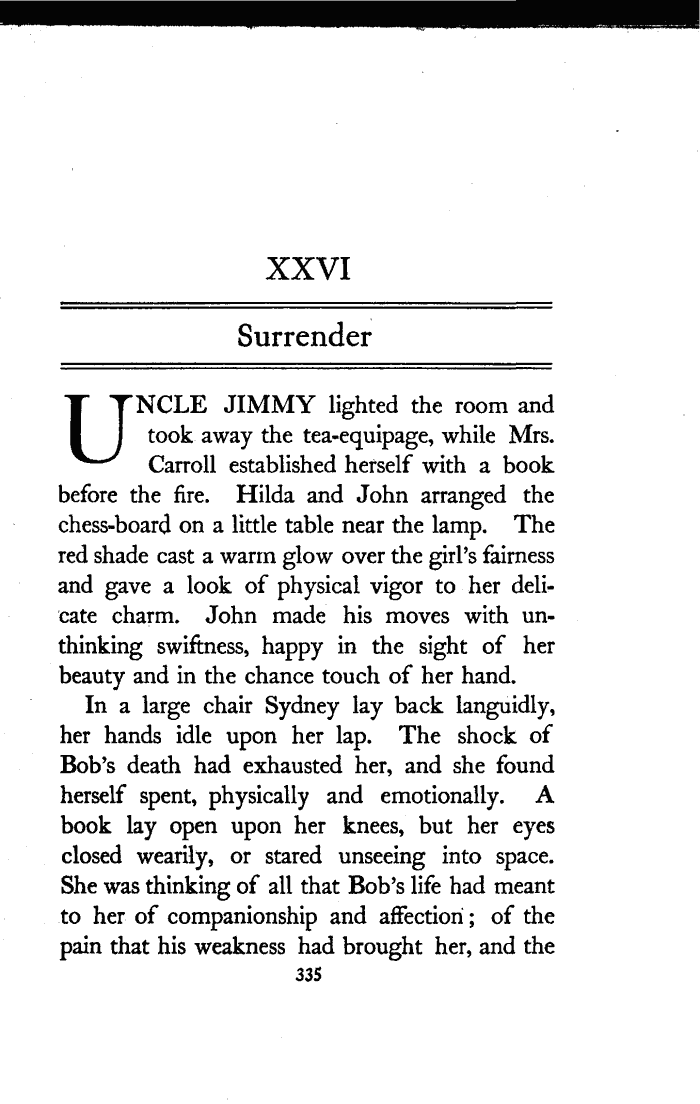 XXVI
Surrender
UNCLE JIMMY lighted the room and
took away the tea-equipage, while Mrs.
Carroll established herself with a book
before the fire. Hilda and John arranged the
chess-board on a little table near the lamp. The
red shade cast a warm glow over the girl's fairness
and gave a look of physical vigor to her deli-
cate charm. John made his moves with un-
thinking swiftness, happy in the sight of her
beauty and in the chance touch of her hand.
In a large chair Sydney lay back languidly,
her hands idle upon her lap. The shock of
Bob's death had exhausted her, and she found
herself spent, physically and emotionally. A
book lay open upon her knees, but her eyes
closed wearily, or stared unseeing into space.
She was thinking of all that Bob's life had meant
to her of companionship and affection; of the
pain that his weakness had brought her, and the
335